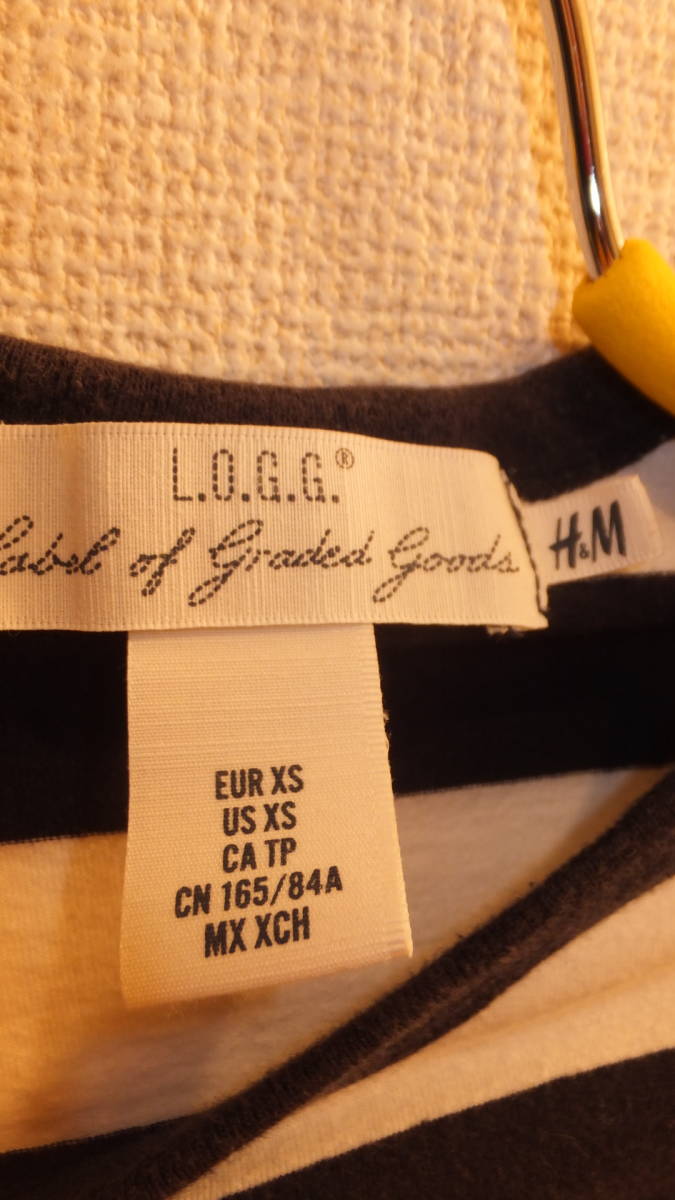 L.O.G.G.®
Label of Graded Goods
H&M
EUR XS
US XS
CA TP
CN 165/84A
MX XCH